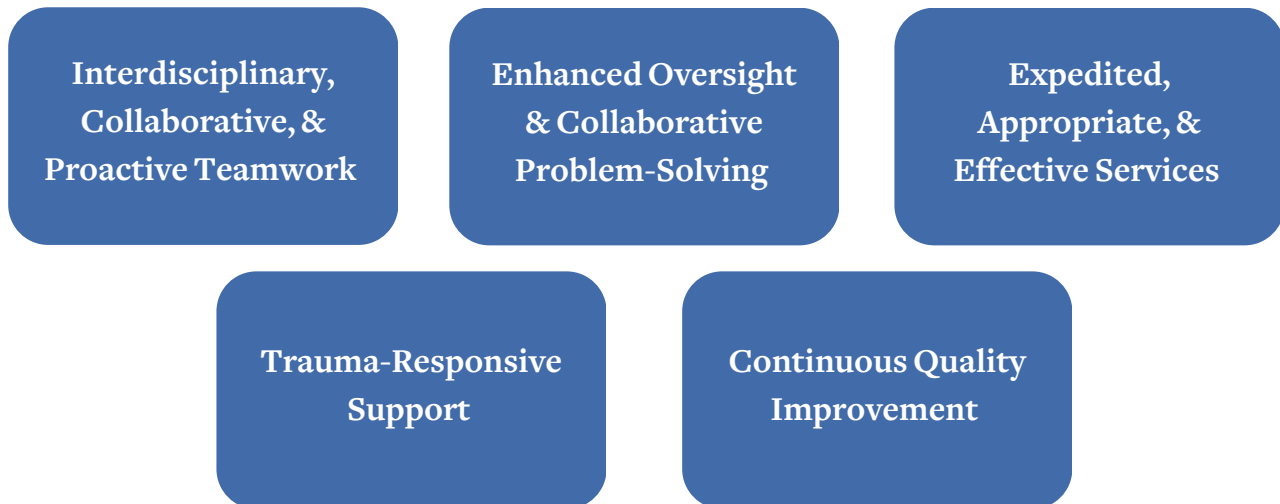 Interdisciplinary,
Collaborative, &
Proactive Teamwork
Enhanced Oversight
& Collaborative
Problem-Solving
Expedited,
Appropriate, &
Effective Services
Trauma-Responsive
Support
Continuous Quality
Improvement